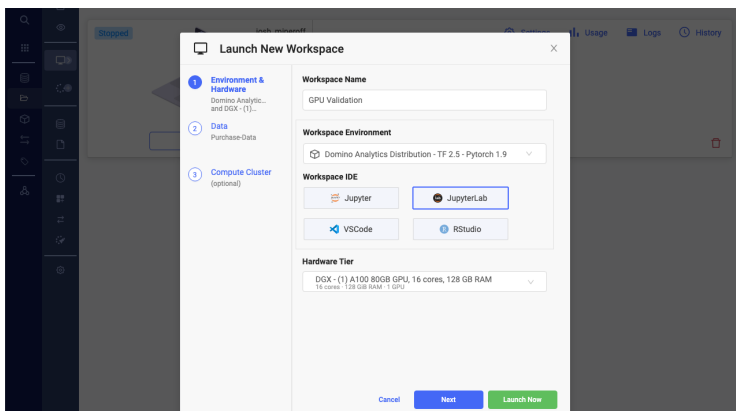 Stopped
Settings
Usage
Logs
History
Launch New Workspace
X
1
Environment & Hardware
Domino Analytic...
and DGX - (1)...
2
Data
Purchase-Data
3
Compute Cluster
(optional)
Workspace Name
GPU Validation
Workspace Environment
Domino Analytics Distribution - TF 2.5 - Pytorch 1.9
Workspace IDE
Jupyter
JupyterLab
VSCode
R RStudio
Hardware Tier
DGX - (1) A100 80GB GPU, 16 cores, 128 GB RAM
16 cores · 128 GiB RAM · 1 GPU
Cancel
Next
Launch Now